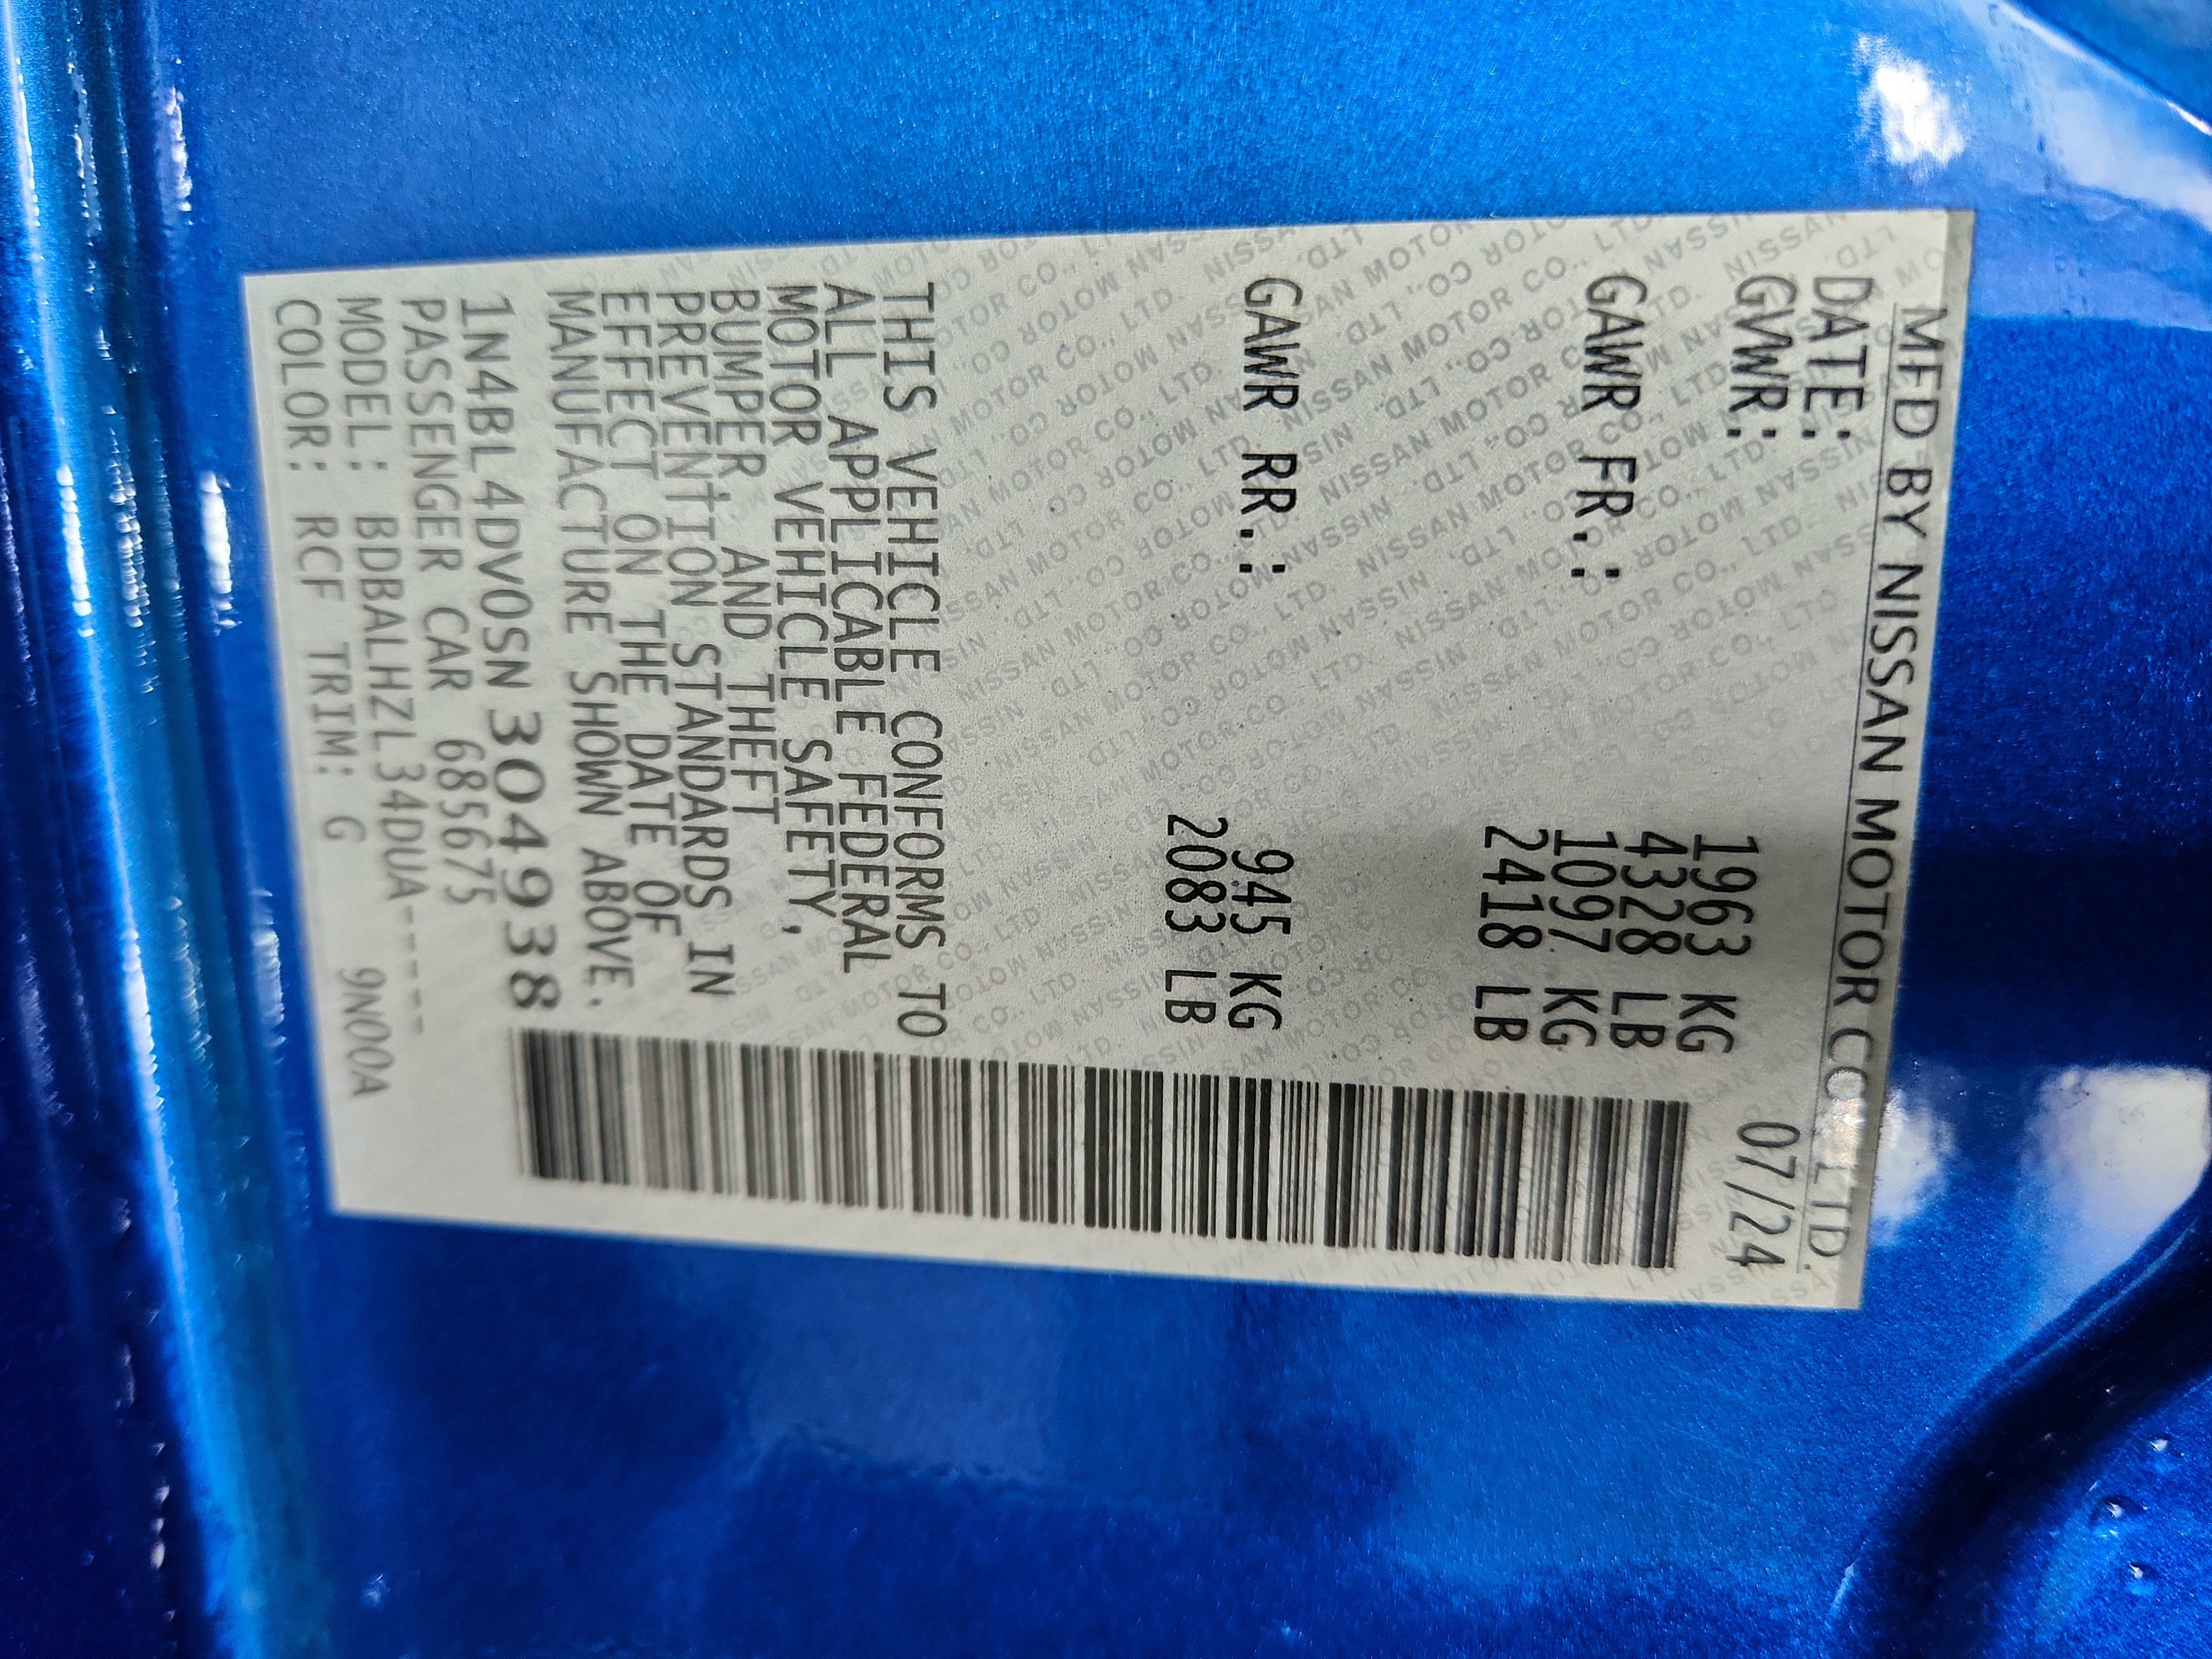 MFD BY NISSAN MOTOR CO., LTD.
DATE: 07/24
GVWR: 1963 KG
4328 LB
GAWR FR.: 1097 KG
2418 LB
GAWR RR.: 945 KG
2083 LB
THIS VEHICLE CONFORMS TO
ALL APPLICABLE FEDERAL
MOTOR VEHICLE SAFETY,
BUMPER AND THEFT
PREVENTION STANDARDS IN
EFFECT ON THE DATE OF
MANUFACTURE SHOWN ABOVE.
1N4BL4DV0SN304938
PASSENGER CAR 685675
MODEL: BDBALHZL34DUA-----
COLOR: RCF TRIM: G 9N00A